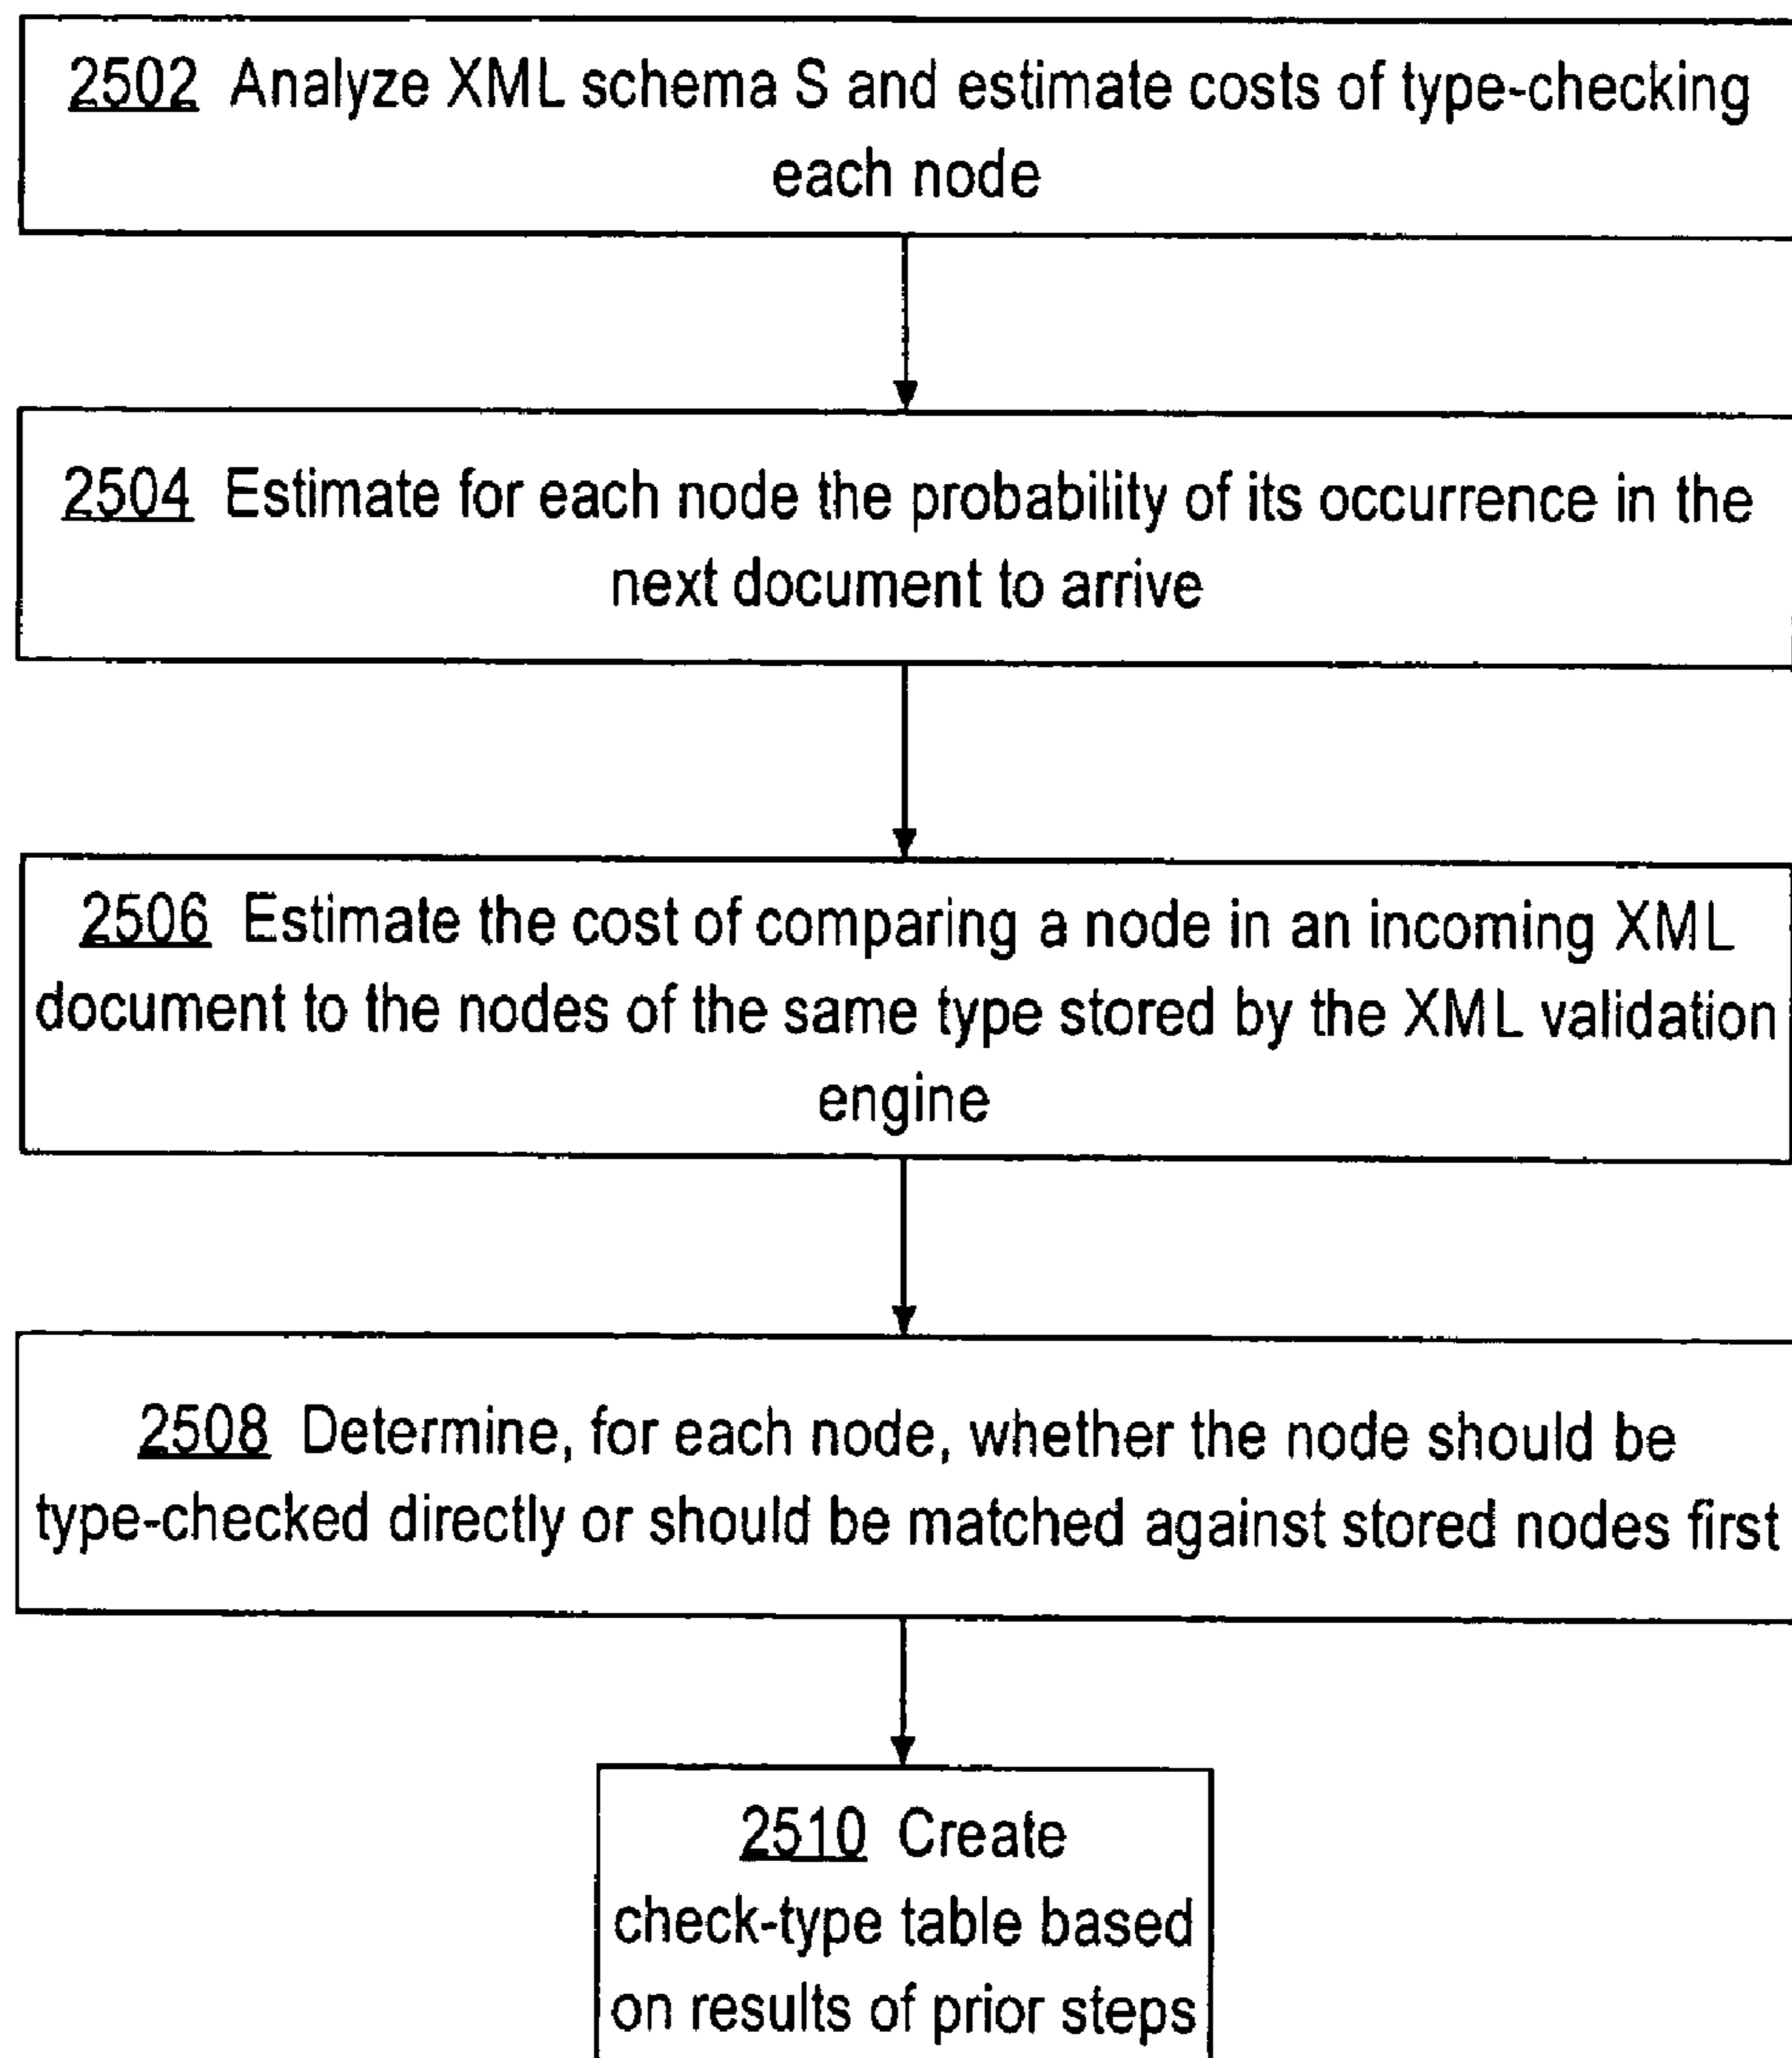 2502 Analyze XML schema S and estimate costs of type-checking
each node
2504 Estimate for each node the probability of its occurrence in the
next document to arrive
2506 Estimate the cost of comparing a node in an incoming XML
document to the nodes of the same type stored by the XML validation
engine
2508 Determine, for each node, whether the node should be
type-checked directly or should be matched against stored nodes first
2510 Create
check-type table based
on results of prior steps